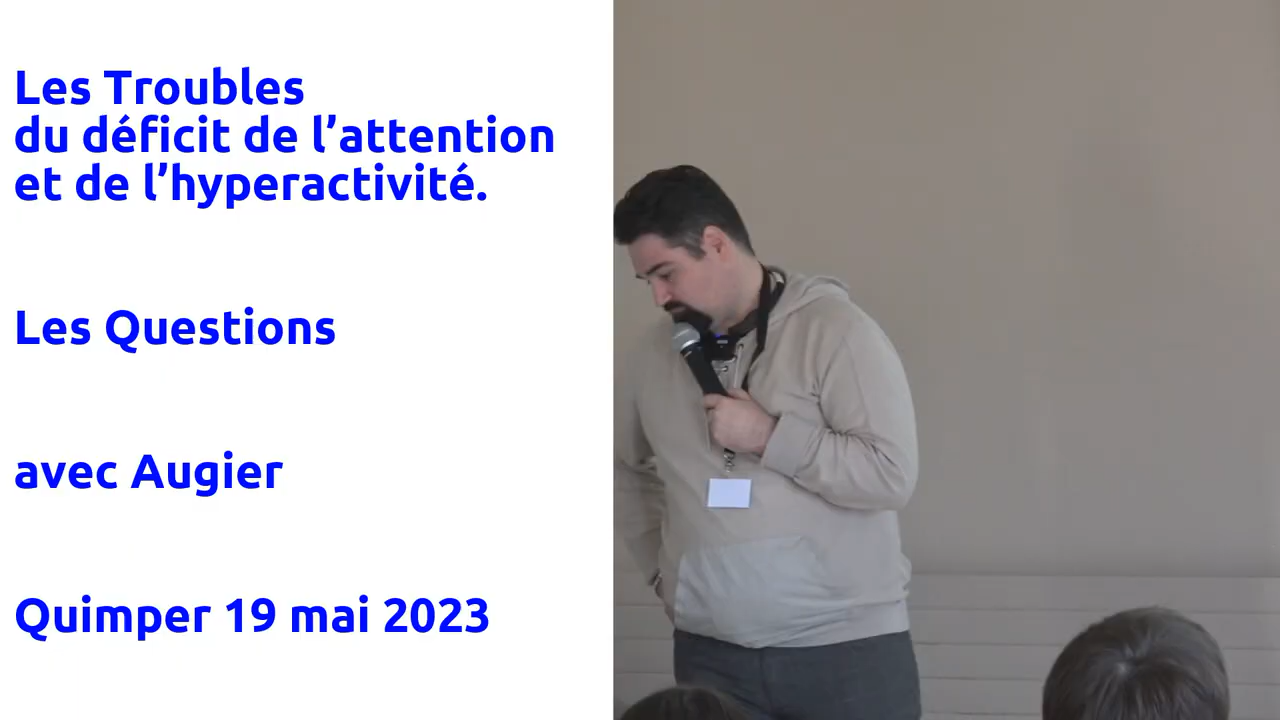 Les Troubles
du déficit de l’attention
et de l’hyperactivité.
Les Questions
avec Augier
Quimper 19 mai 2023